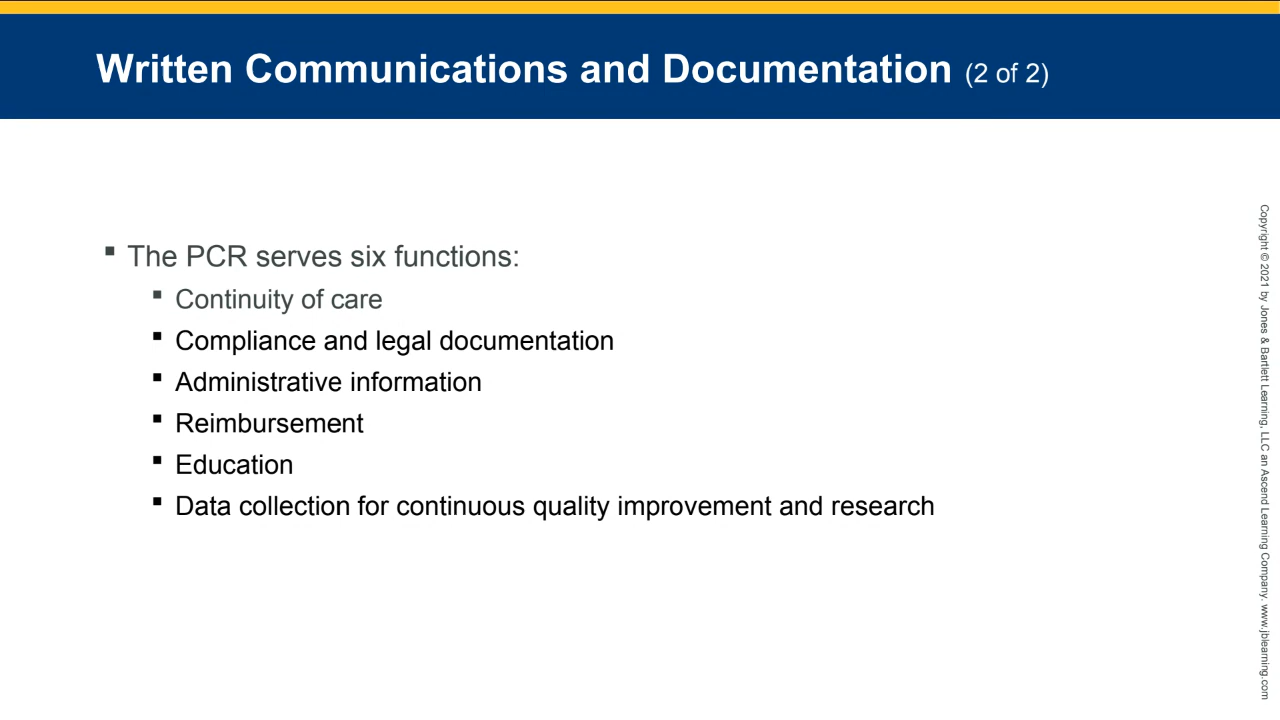 Written Communications and Documentation (2 of 2)
▪ The PCR serves six functions:
▪ Continuity of care
▪ Compliance and legal documentation
▪ Administrative information
▪ Reimbursement
▪ Education
▪ Data collection for continuous quality improvement and research
Copyright © 2021 by Jones & Bartlett Learning, LLC an Ascend Learning Company. www.jblearning.com